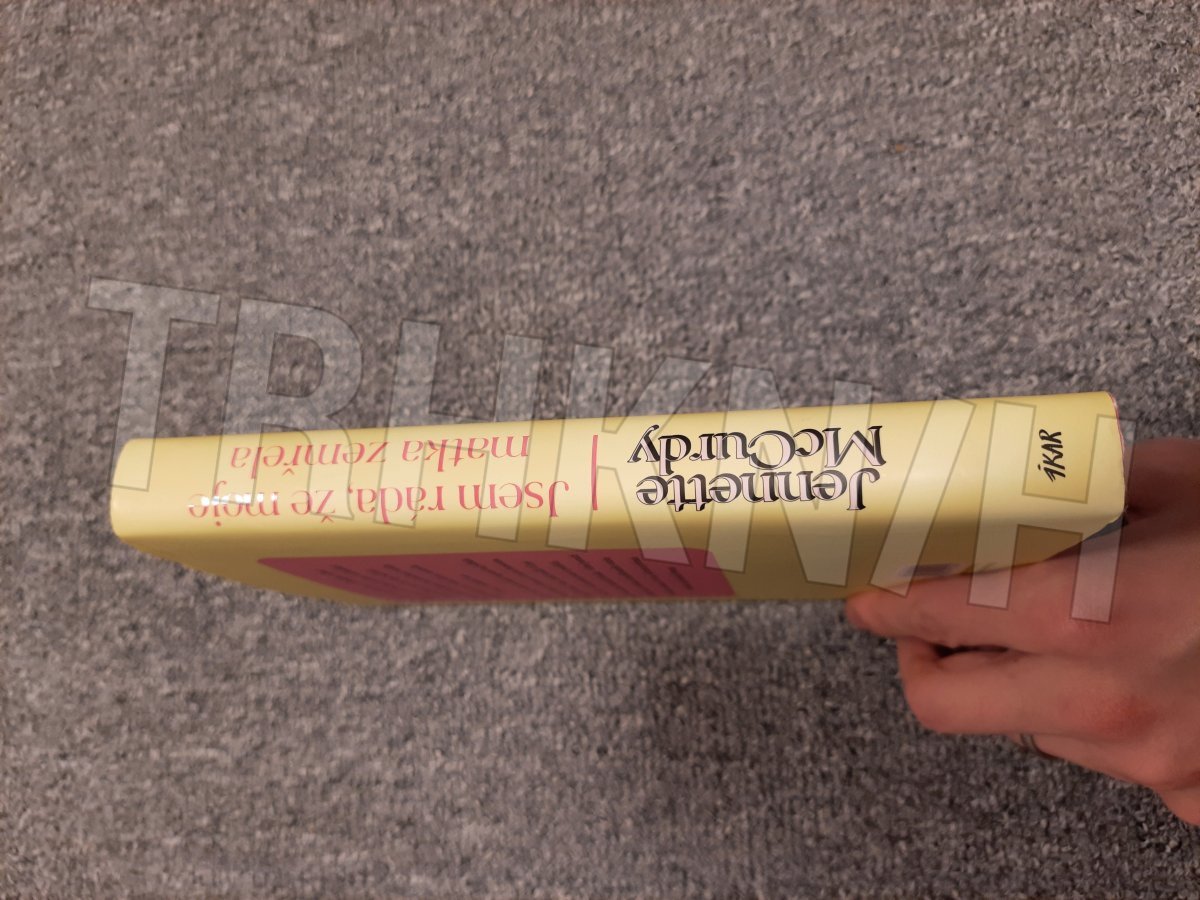 Jennette
McCurdy
Jsem ráda, že moje
matka zemřela
iKAR
TRHKNIH